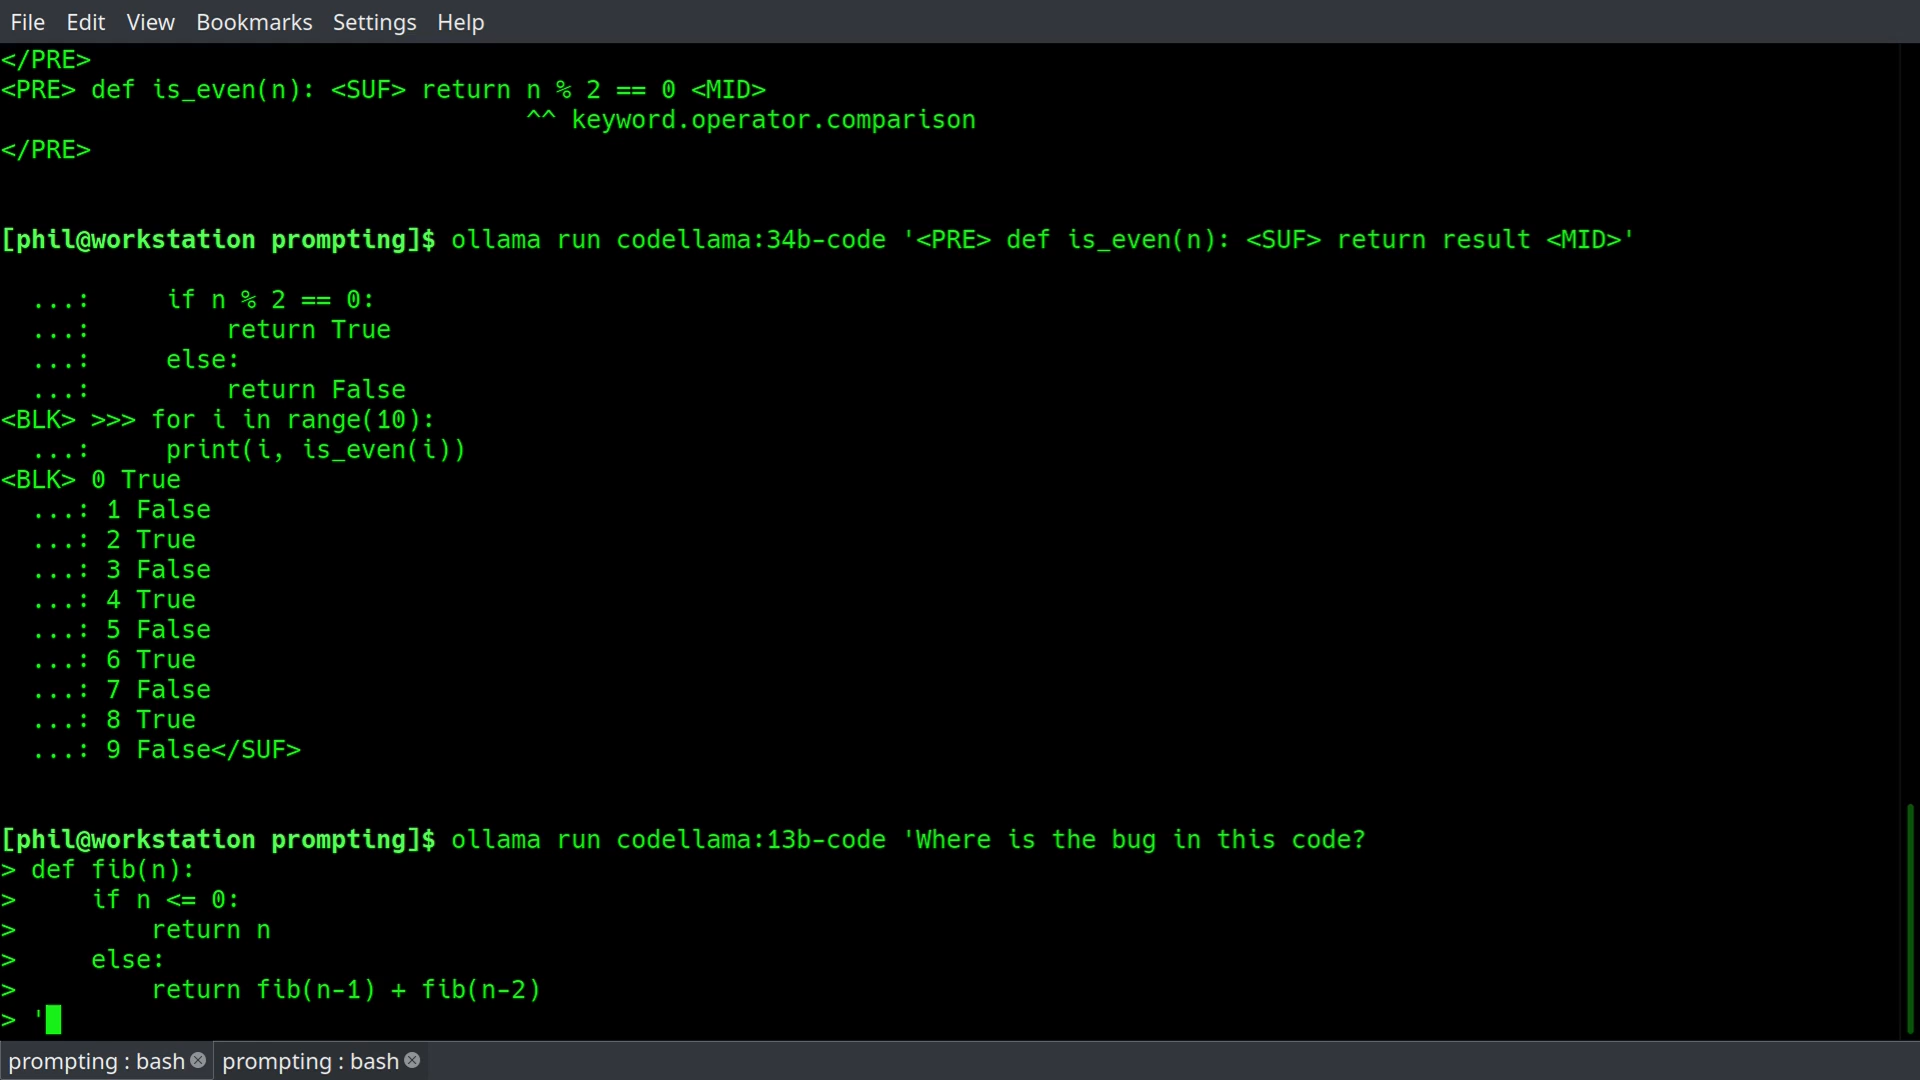 File Edit View Bookmarks Settings Help
</PRE>
<PRE> def is_even(n): <SUF> return n % 2 == 0 <MID>
                                   ^^ keyword.operator.comparison
</PRE>
[phil@workstation prompting]$ ollama run codellama:34b-code '<PRE> def is_even(n): <SUF> return result <MID>'
  ...:     if n % 2 == 0:
  ...:         return True
  ...:     else:
  ...:         return False
<BLK> >>> for i in range(10):
  ...:     print(i, is_even(i))
<BLK> 0 True
  ...: 1 False
  ...: 2 True
  ...: 3 False
  ...: 4 True
  ...: 5 False
  ...: 6 True
  ...: 7 False
  ...: 8 True
  ...: 9 False</SUF>
[phil@workstation prompting]$ ollama run codellama:13b-code 'Where is the bug in this code?
> def fib(n):
>     if n <= 0:
>         return n
>     else:
>         return fib(n-1) + fib(n-2)
> '
prompting : bash prompting : bash